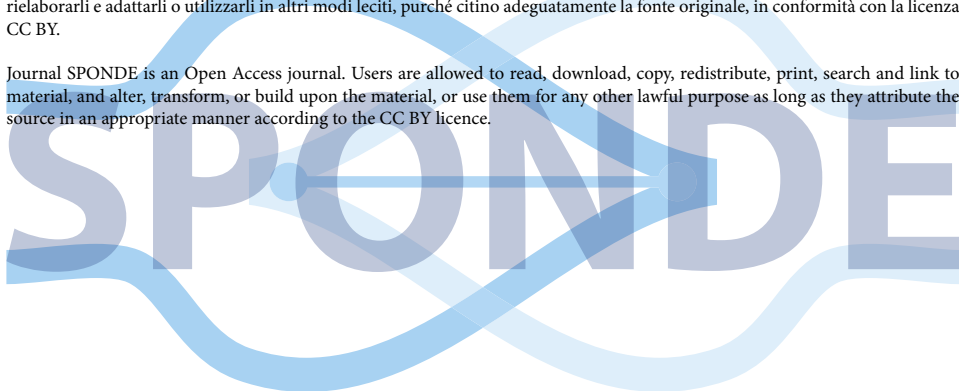 rielaborarli e adattarli o utilizzarli in altri modi leciti, purché citino adeguatamente la fonte originale, in conformità con la licenza
CC BY.
Journal SPONDE is an Open Access journal. Users are allowed to read, download, copy, redistribute, print, search and link to
material, and alter, transform, or build upon the material, or use them for any other lawful purpose as long as they attribute the
source in an appropriate manner according to the CC BY licence.
SPONDE